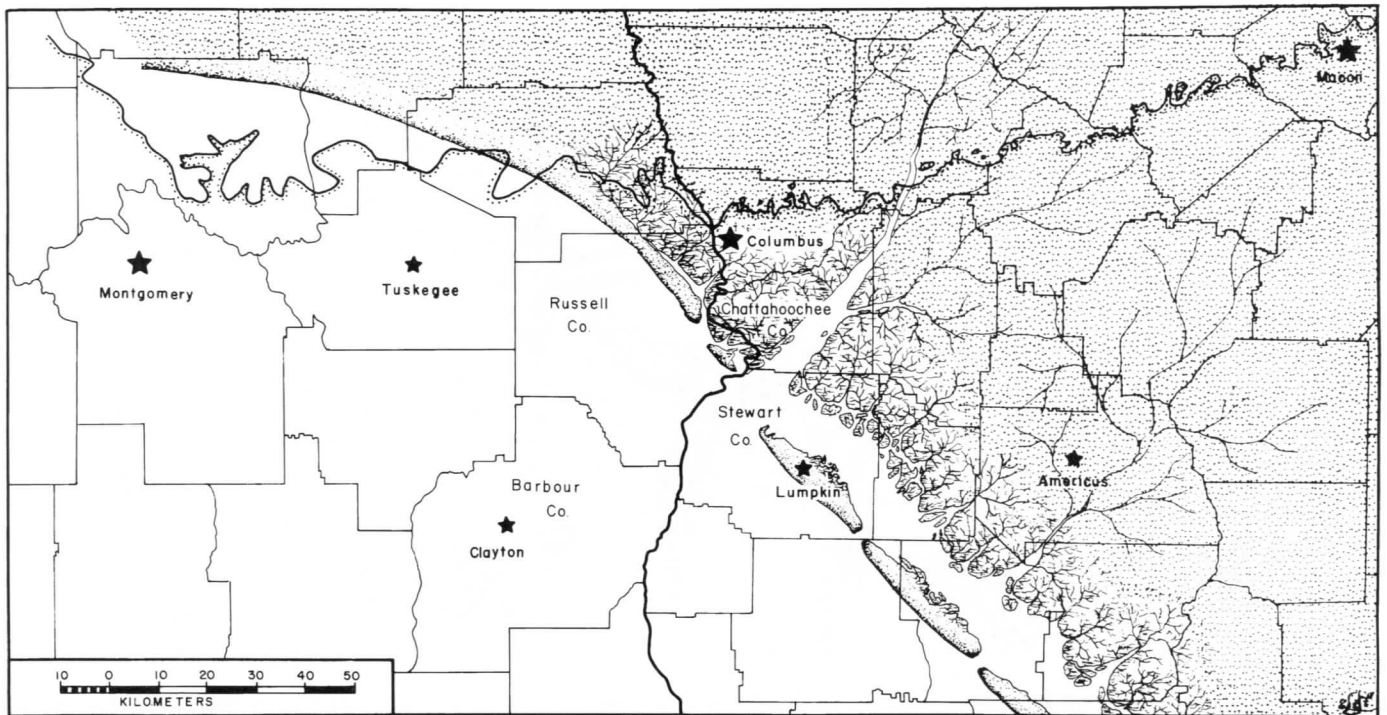 Macon
Columbus
Montgomery
Tuskegee
Russell
Co.
Chattahoochee
Co.
Stewart
Co.
Lumpkin
Americus
Barbour
Co.
Clayton
10 0 10 20 30 40 50
KILOMETERS